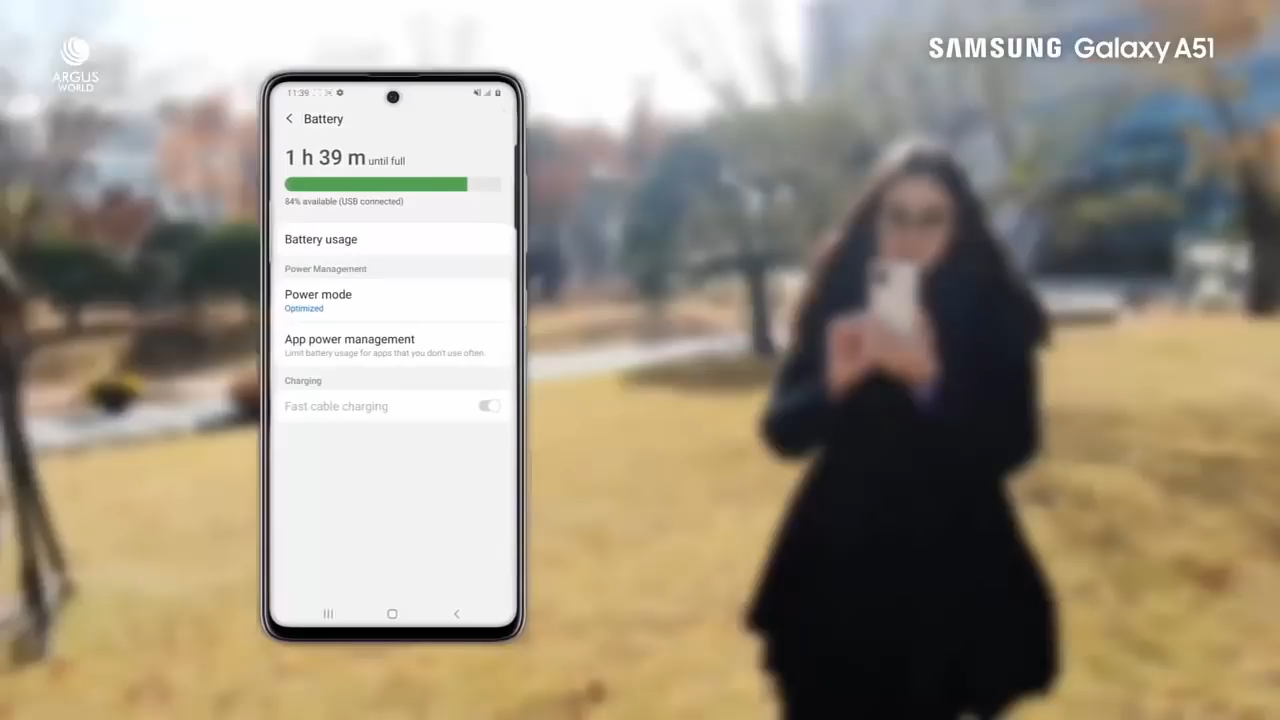 ARGUS
WORLD
SAMSUNG Galaxy A51
11:39
Battery
1 h 39 m until full
84% available (USB connected)
Battery usage
Power Management
Power mode
Optimized
App power management
Limit battery usage for apps that you don't use often.
Charging
Fast cable charging